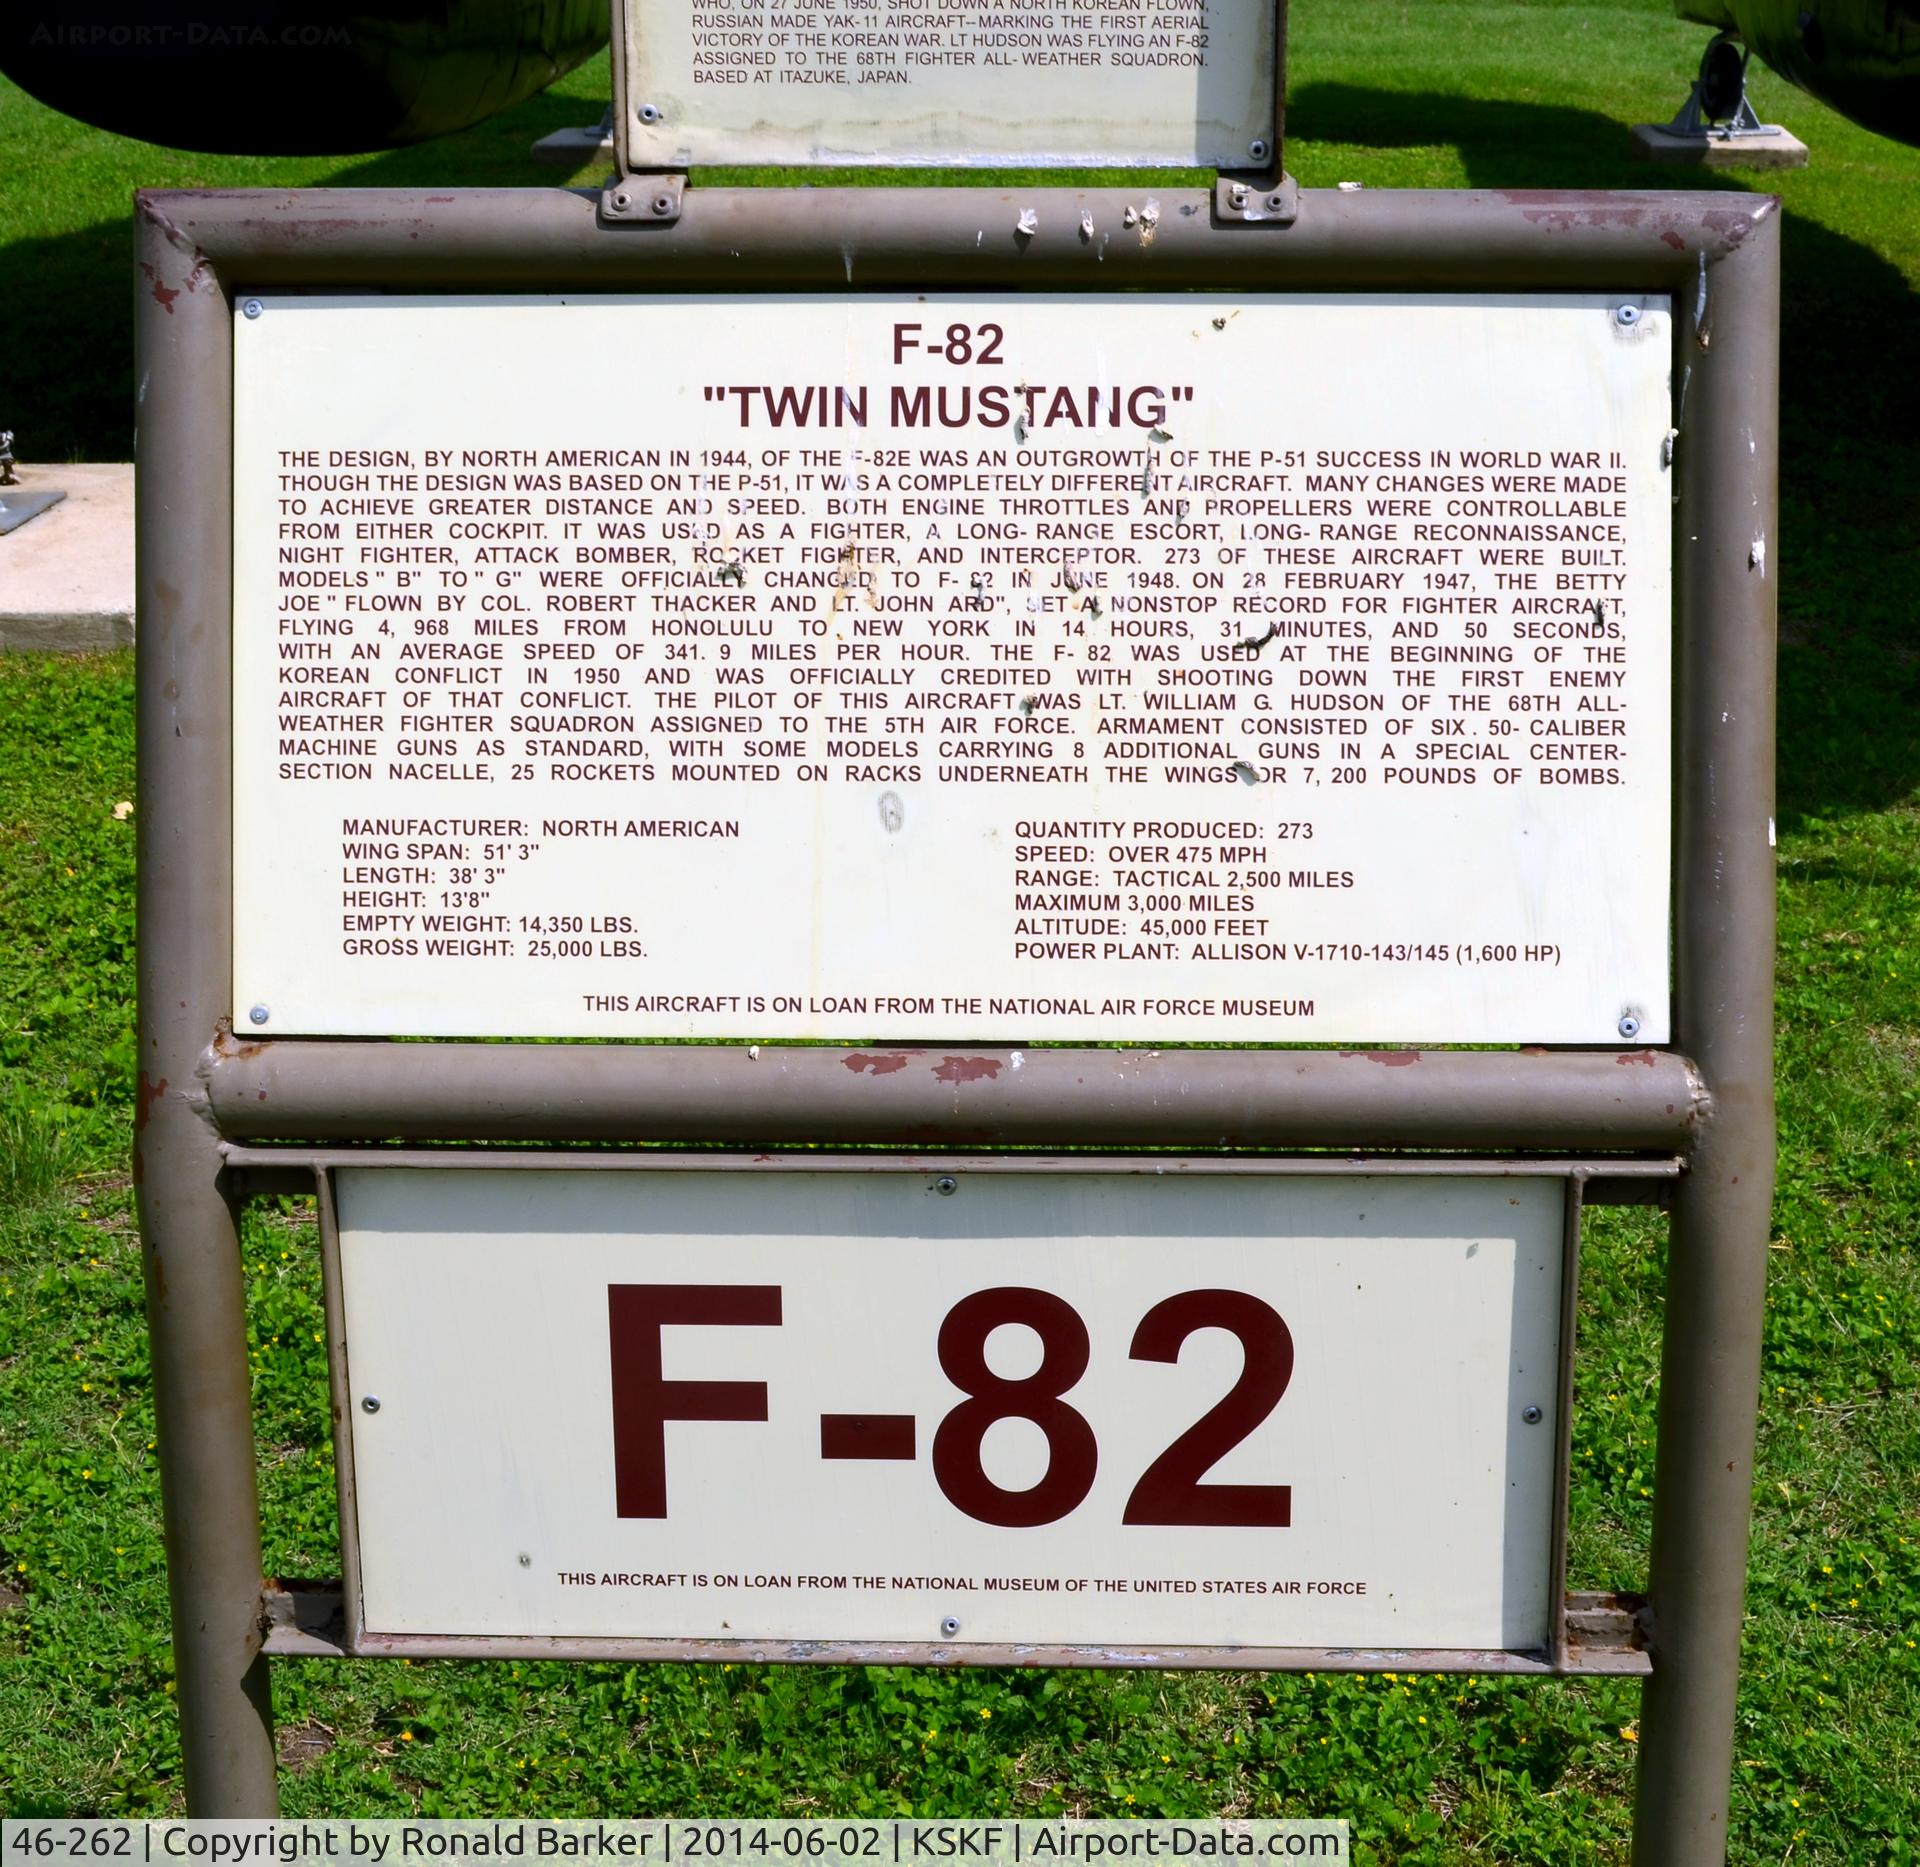 AIRPORT-DATA.COM
WHO, ON 27 JUNE 1950, SHOT DOWN A NORTH KOREAN FLOWN,
RUSSIAN MADE YAK-11 AIRCRAFT--MARKING THE FIRST AERIAL
VICTORY OF THE KOREAN WAR. LT HUDSON WAS FLYING AN F-82
ASSIGNED TO THE 68TH FIGHTER ALL- WEATHER SQUADRON.
BASED AT ITAZUKE, JAPAN.
F-82
"TWIN MUSTANG"
THE DESIGN, BY NORTH AMERICAN IN 1944, OF THE F-82E WAS AN OUTGROWTH OF THE P-51 SUCCESS IN WORLD WAR II.
THOUGH THE DESIGN WAS BASED ON THE P-51, IT WAS A COMPLETELY DIFFERENT AIRCRAFT. MANY CHANGES WERE MADE
TO ACHIEVE GREATER DISTANCE AND SPEED. BOTH ENGINE THROTTLES AND PROPELLERS WERE CONTROLLABLE
FROM EITHER COCKPIT. IT WAS USED AS A FIGHTER, A LONG- RANGE ESCORT, LONG- RANGE RECONNAISSANCE,
NIGHT FIGHTER, ATTACK BOMBER, ROCKET FIGHTER, AND INTERCEPTOR. 273 OF THESE AIRCRAFT WERE BUILT.
MODELS " B" TO " G" WERE OFFICIALLY CHANGED TO F- 82 IN JUNE 1948. ON 28 FEBRUARY 1947, THE BETTY
JOE " FLOWN BY COL. ROBERT THACKER AND LT. JOHN ARD", SET A NONSTOP RECORD FOR FIGHTER AIRCRAFT,
FLYING 4, 968 MILES FROM HONOLULU TO NEW YORK IN 14 HOURS, 31 MINUTES, AND 50 SECONDS,
WITH AN AVERAGE SPEED OF 341. 9 MILES PER HOUR. THE F- 82 WAS USED AT THE BEGINNING OF THE
KOREAN CONFLICT IN 1950 AND WAS OFFICIALLY CREDITED WITH SHOOTING DOWN THE FIRST ENEMY
AIRCRAFT OF THAT CONFLICT. THE PILOT OF THIS AIRCRAFT WAS LT. WILLIAM G. HUDSON OF THE 68TH ALL-
WEATHER FIGHTER SQUADRON ASSIGNED TO THE 5TH AIR FORCE. ARMAMENT CONSISTED OF SIX . 50- CALIBER
MACHINE GUNS AS STANDARD, WITH SOME MODELS CARRYING 8 ADDITIONAL GUNS IN A SPECIAL CENTER-
SECTION NACELLE, 25 ROCKETS MOUNTED ON RACKS UNDERNEATH THE WINGS OR 7, 200 POUNDS OF BOMBS.
MANUFACTURER: NORTH AMERICAN
WING SPAN: 51' 3"
LENGTH: 38' 3"
HEIGHT: 13'8"
EMPTY WEIGHT: 14,350 LBS.
GROSS WEIGHT: 25,000 LBS.
QUANTITY PRODUCED: 273
SPEED: OVER 475 MPH
RANGE: TACTICAL 2,500 MILES
MAXIMUM 3,000 MILES
ALTITUDE: 45,000 FEET
POWER PLANT: ALLISON V-1710-143/145 (1,600 HP)
THIS AIRCRAFT IS ON LOAN FROM THE NATIONAL AIR FORCE MUSEUM
F-82
THIS AIRCRAFT IS ON LOAN FROM THE NATIONAL MUSEUM OF THE UNITED STATES AIR FORCE
46-262 | Copyright by Ronald Barker | 2014-06-02 | KSKF | Airport-Data.com